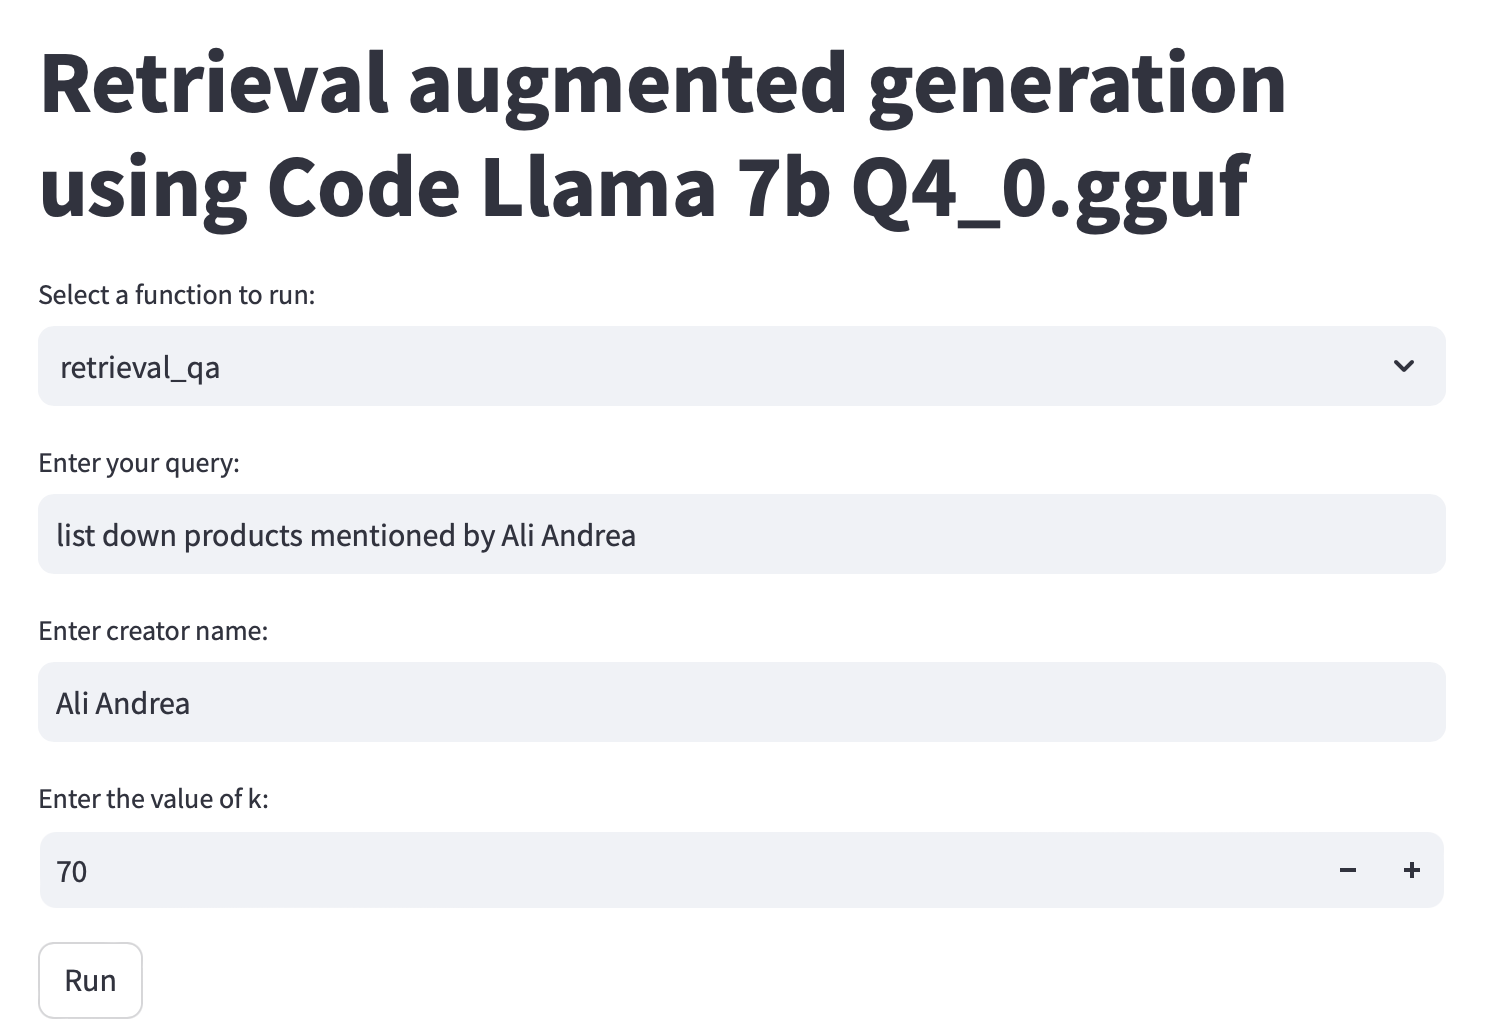 Retrieval augmented generation
using Code Llama 7b Q4_0.gguf
Select a function to run:
retrieval_qa
Enter your query:
list down products mentioned by Ali Andrea
Enter creator name:
Ali Andrea
Enter the value of k:
70
Run